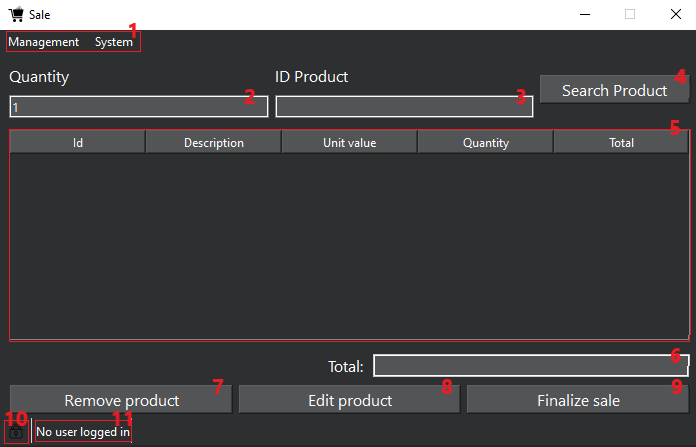 Sale
1
Management System
Quantity ID Product
4
Search Product
1 2 3
5
Id Description Unit value Quantity Total
Total: 6
7 8 9
Remove product Edit product Finalize sale
10 11
No user logged in